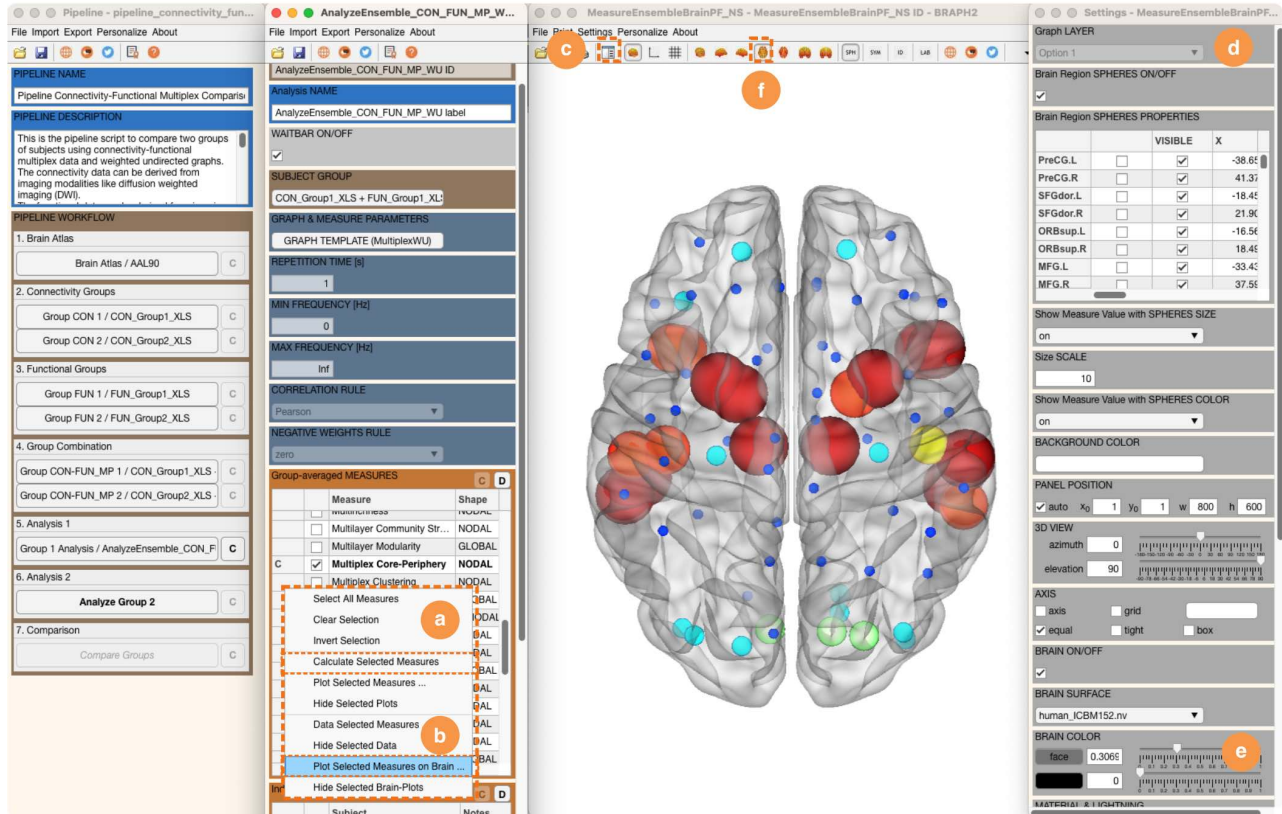 Pipeline - pipeline_connectivity_fun...
File Import Export Personalize About
PIPELINE NAME
Pipeline Connectivity-Functional Multiplex Comparis
PIPELINE DESCRIPTION
This is the pipeline script to compare two groups
of subjects using connectivity-functional
multiplex data and weighted undirected graphs.
The connectivity data can be derived from
imaging modalities like diffusion weighted
imaging (DWI).
PIPELINE WORKFLOW
1. Brain Atlas
Brain Atlas / AAL90 C
2. Connectivity Groups
Group CON 1 / CON_Group1_XLS C
Group CON 2 / CON_Group2_XLS C
3. Functional Groups
Group FUN 1 / FUN_Group1_XLS C
Group FUN 2 / FUN_Group2_XLS C
4. Group Combination
Group CON-FUN_MP 1 / CON_Group1_XLS - C
Group CON-FUN_MP 2 / CON_Group2_XLS - C
5. Analysis 1
Group 1 Analysis / AnalyzeEnsemble_CON_F C
6. Analysis 2
Analyze Group 2 C
7. Comparison
Compare Groups C
AnalyzeEnsemble_CON_FUN_MP_W...
File Import Export Personalize About
AnalyzeEnsemble_CON_FUN_MP_WU ID
Analysis NAME
AnalyzeEnsemble_CON_FUN_MP_WU label
WAITBAR ON/OFF
SUBJECT GROUP
CON_Group1_XLS + FUN_Group1_XL
GRAPH & MEASURE PARAMETERS
GRAPH TEMPLATE (MultiplexWU)
REPETITION TIME [s]
1
MIN FREQUENCY [Hz]
0
MAX FREQUENCY [Hz]
Inf
CORRELATION RULE
Pearson
NEGATIVE WEIGHTS RULE
zero
Group-averaged MEASURES C D
Measure Shape
Multirichness NODAL
Multilayer Community Str... NODAL
Multilayer Modularity GLOBAL
C Multiplex Core-Periphery NODAL
Multiplex Clustering NODAL
Select All Measures
Clear Selection
Invert Selection
a
Calculate Selected Measures
Plot Selected Measures ...
Hide Selected Plots
Data Selected Measures
Hide Selected Data
b
Plot Selected Measures on Brain ...
Hide Selected Brain-Plots
C D
Subject Notes
MeasureEnsembleBrainPF_NS - MeasureEnsembleBrainPF_NS ID - BRAPH2
File Print Settings Personalize About
c
SPH SYM ID LAB
f
Settings - MeasureEnsembleBrainPF...
Graph LAYER
Option 1
d
Brain Region SPHERES ON/OFF
Brain Region SPHERES PROPERTIES
VISIBLE X
PreCG.L -38.65
PreCG.R 41.37
SFGdor.L -18.45
SFGdor.R 21.90
ORBsup.L -16.56
ORBsup.R 18.49
MFG.L -33.43
MFG.R 37.59
Show Measure Value with SPHERES SIZE
on
Size SCALE
10
Show Measure Value with SPHERES COLOR
on
BACKGROUND COLOR
PANEL POSITION
auto x0 1 y0 1 w 800 h 600
3D VIEW
azimuth 0
elevation 90
AXIS
axis grid
equal tight box
BRAIN ON/OFF
BRAIN SURFACE
human_ICBM152.nv
BRAIN COLOR
face 0.3069
e
0
MATERIAL & LIGHTNING